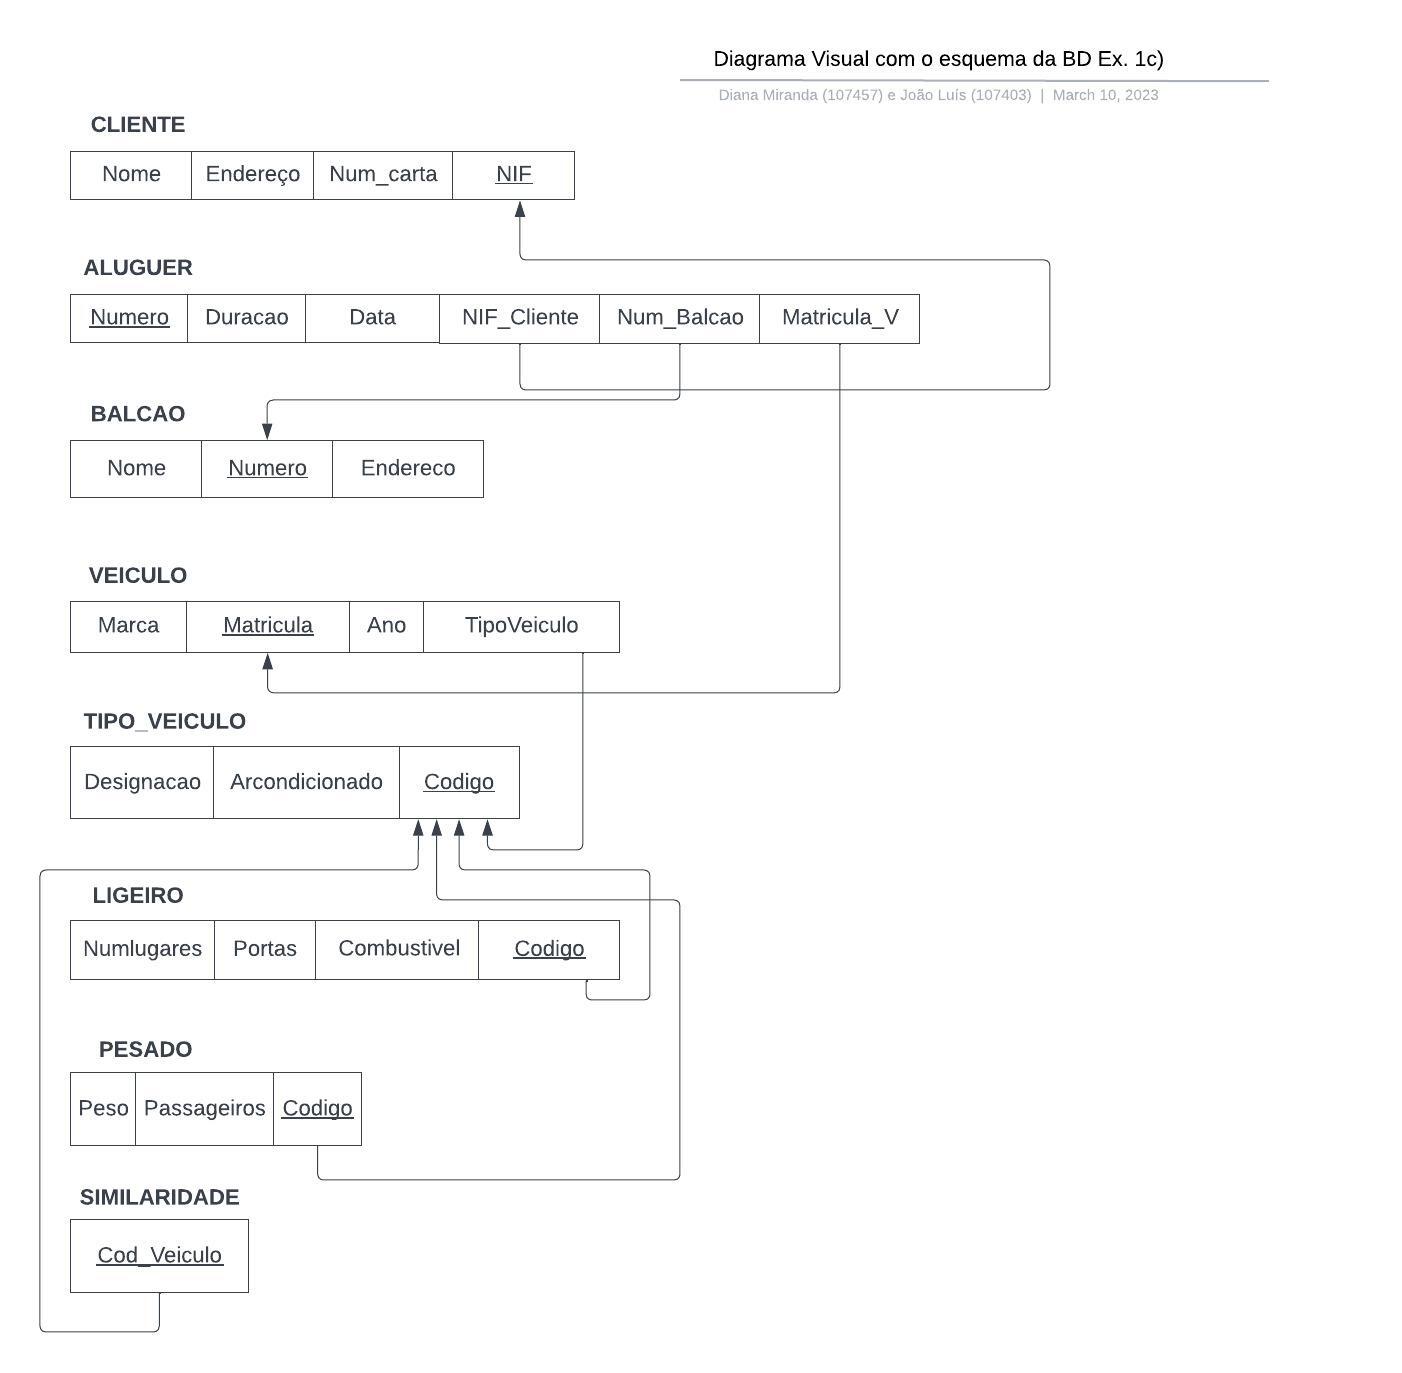 Diagrama Visual com o esquema da BD Ex. 1c)
Diana Miranda (107457) e João Luís (107403) | March 10, 2023
CLIENTE
Nome Endereço Num_carta NIF
ALUGUER
Numero Duracao Data NIF_Cliente Num_Balcao Matricula_V
BALCAO
Nome Numero Endereco
VEICULO
Marca Matricula Ano TipoVeiculo
TIPO_VEICULO
Designacao Arcondicionado Codigo
LIGEIRO
Numlugares Portas Combustivel Codigo
PESADO
Peso Passageiros Codigo
SIMILARIDADE
Cod_Veiculo